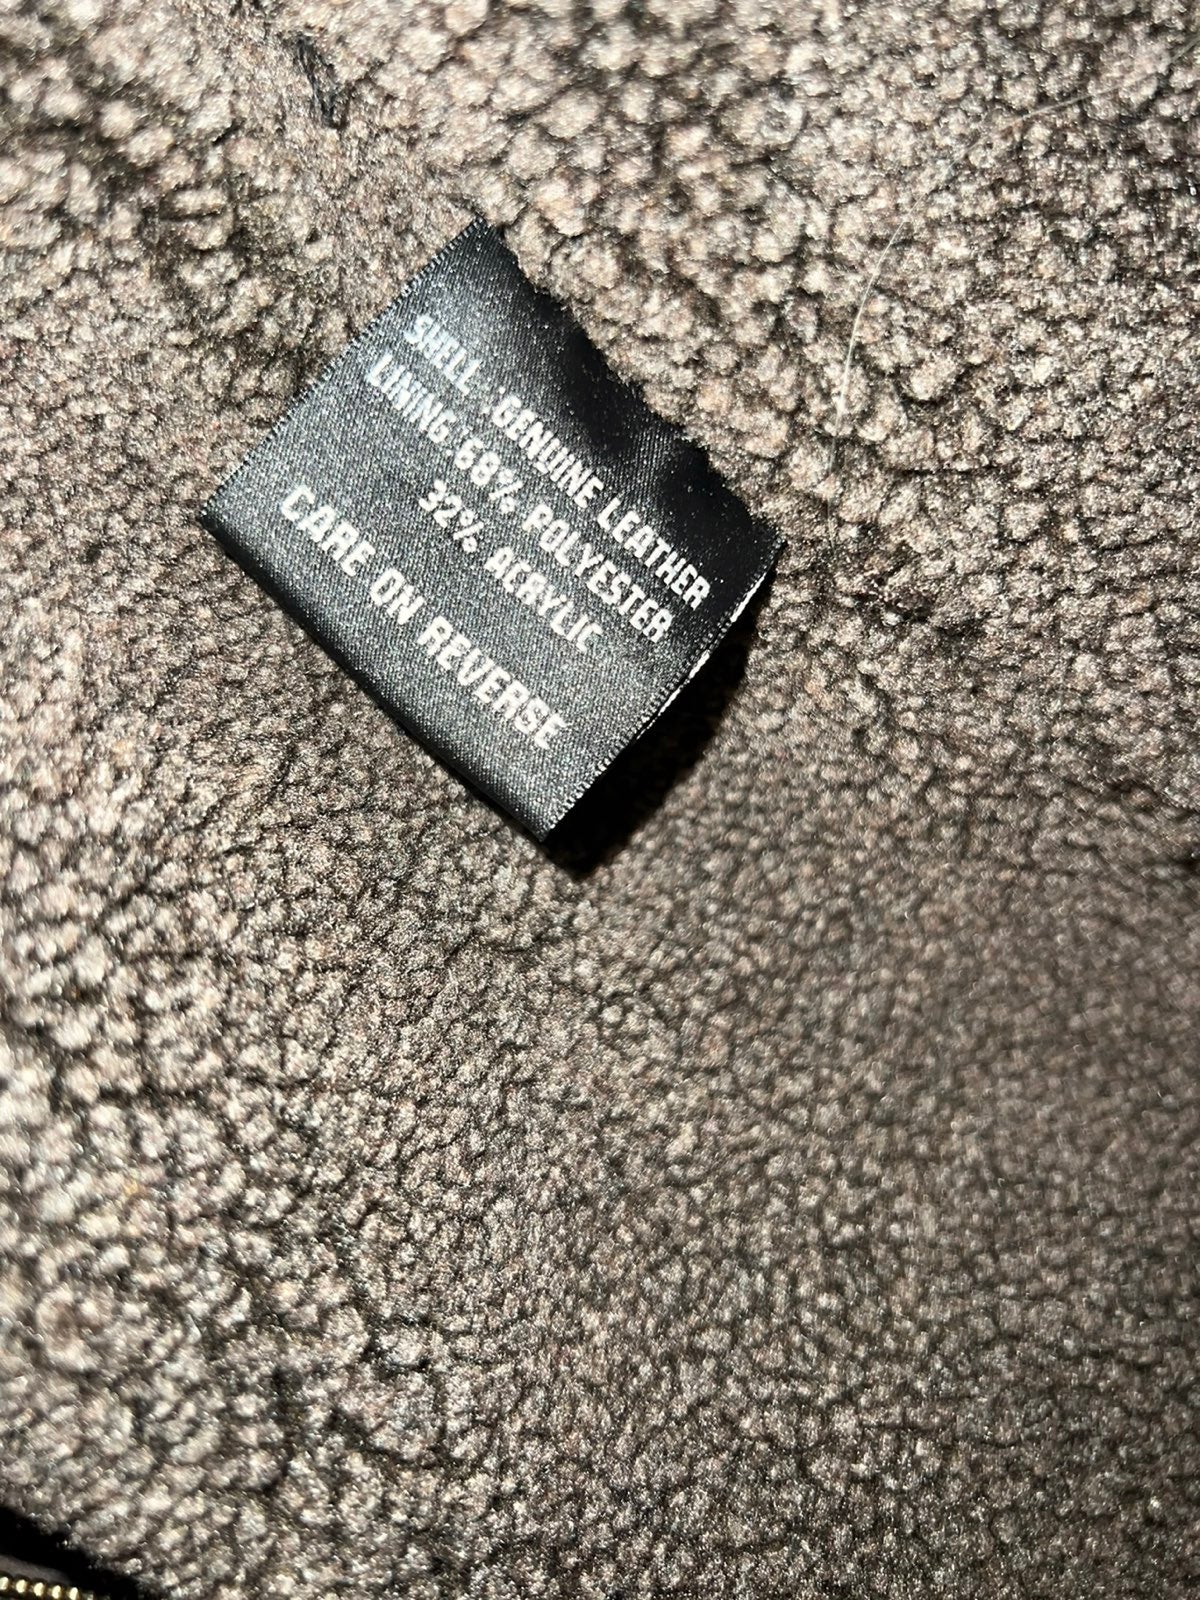 SHELL : GENUINE LEATHER
LINING 68% POLYESTER
32% ACRYLIC
CARE ON REVERSE